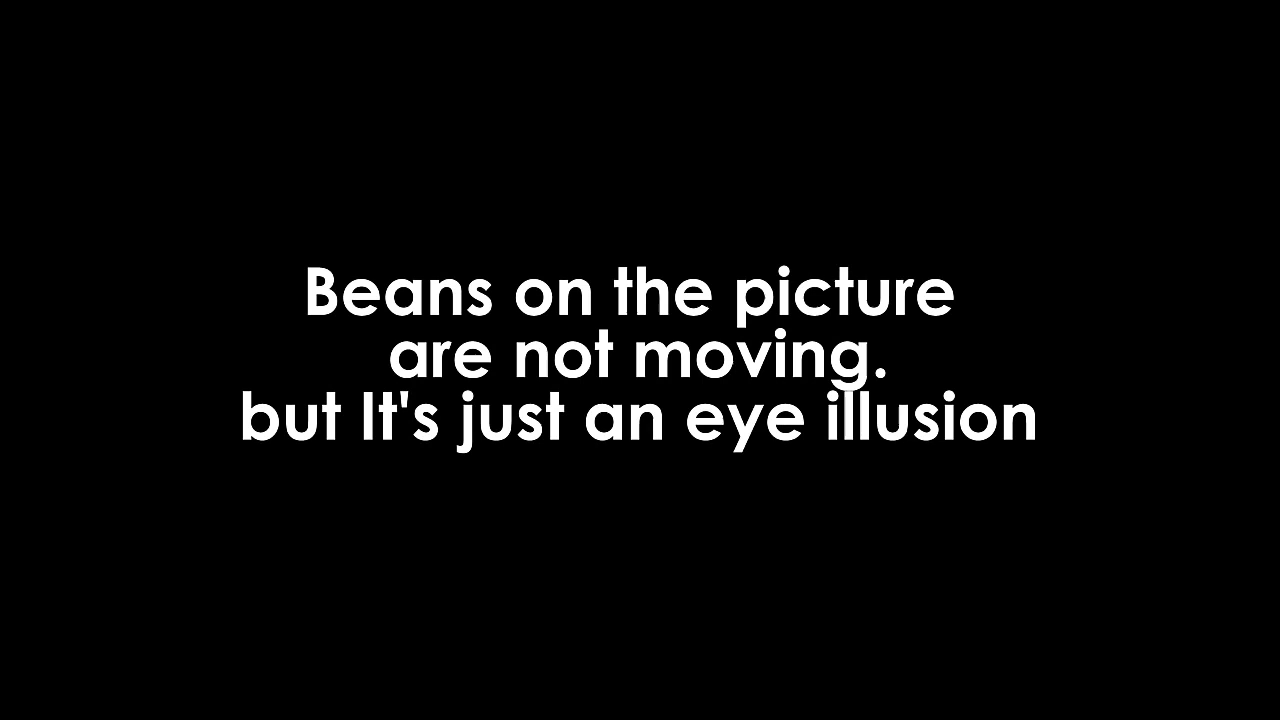 Beans on the picture
are not moving.
but It's just an eye illusion